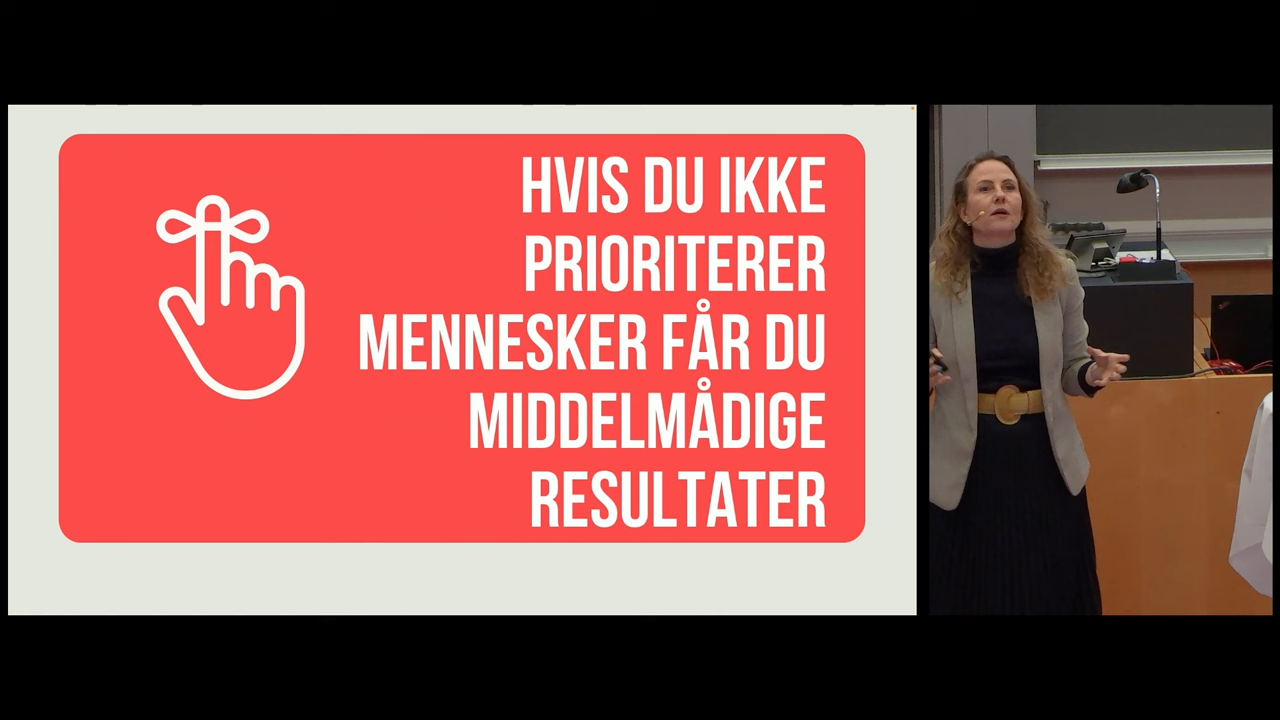 HVIS DU IKKE
PRIORITERER
MENNESKER FÅR DU
MIDDELMÅDIGE
RESULTATER